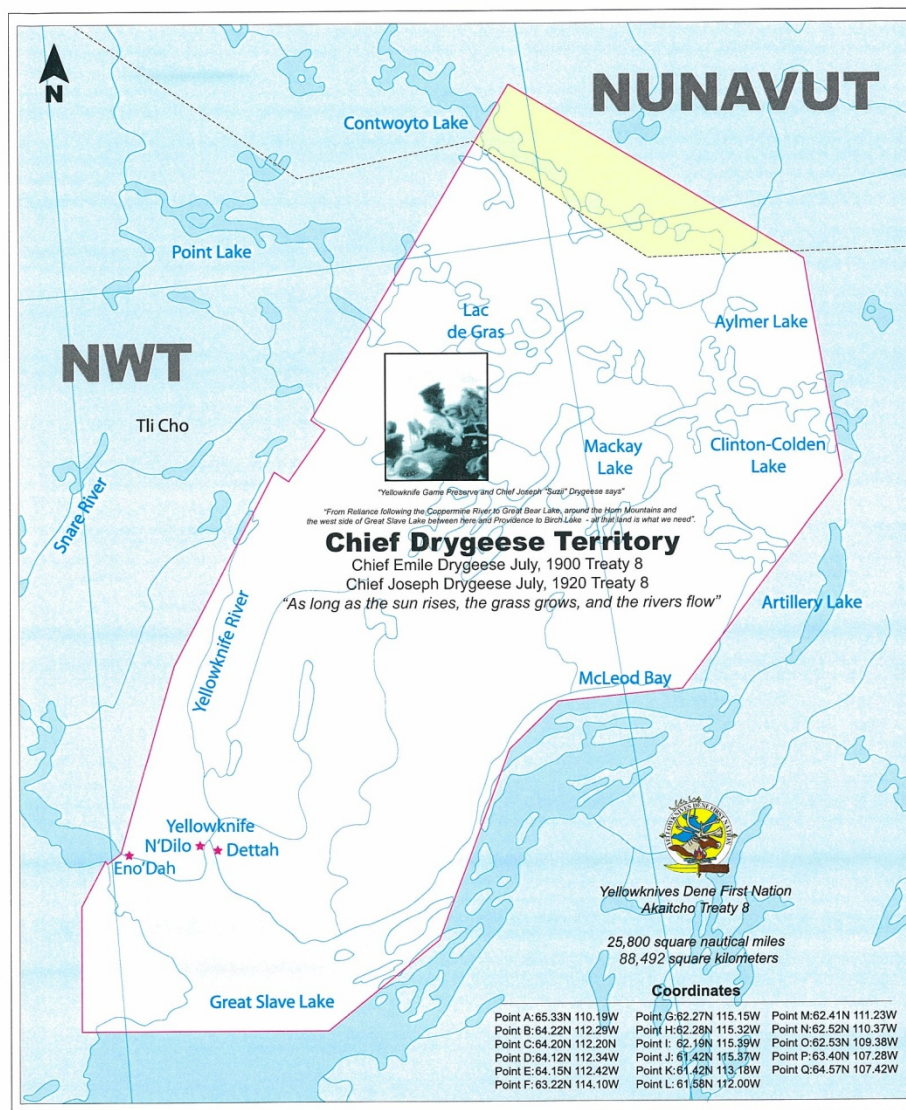 N
NUNAVUT
Contwoyto Lake
Point Lake
Lac
de Gras
Aylmer Lake
NWT
Tli Cho
Mackay
Lake
Clinton-Colden
Lake
Snare River
"Yellowknife Game Preserve and Chief Joseph "Suzii" Drygeese says"
"From Reliance following the Coppermine River to Great Bear Lake, around the Horn Mountains and
the west side of Great Slave Lake between here and Providence to Birch Lake - all that land is what we need".
Chief Drygeese Territory
Chief Emile Drygeese July, 1900 Treaty 8
Chief Joseph Drygeese July, 1920 Treaty 8
"As long as the sun rises, the grass grows, and the rivers flow"
Artillery Lake
Yellowknife River
McLeod Bay
Yellowknife
N'Dilo
Dettah
Eno'Dah
YELLOWKNIVES DENE FIRST NATION
Yellowknives Dene First Nation
Akaitcho Treaty 8
25,800 square nautical miles
88,492 square kilometers
Great Slave Lake
Coordinates
Point A:65.33N 110.19W
Point B:64.22N 112.29W
Point C:64.20N 112.20N
Point D:64.12N 112.34W
Point E:64.15N 112.42W
Point F:63.22N 114.10W
Point G:62.27N 115.15W
Point H:62.28N 115.32W
Point I: 62.19N 115.39W
Point J: 61.42N 115.37W
Point K:61.42N 113.18W
Point L:61.58N 112.00W
Point M:62.41N 111.23W
Point N:62.52N 110.37W
Point O:62.53N 109.38W
Point P:63.40N 107.28W
Point Q:64.57N 107.42W